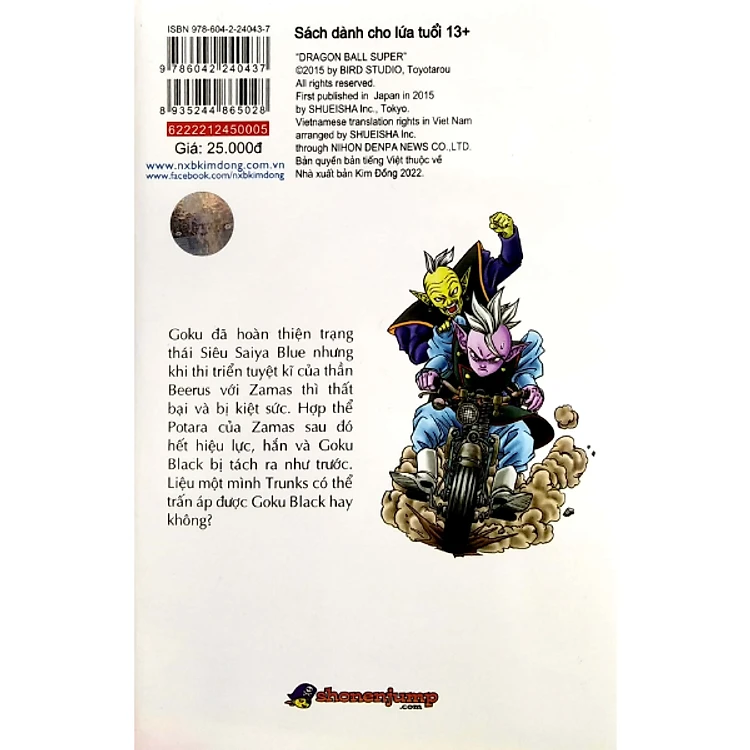 ISBN 978-604-2-24043-7
9 786042 240437
8 935244 865028
6222212450005
Giá: 25.000đ
www.nxbkimdong.com.vn
www.facebook.com/nxbkimdong
Sách dành cho lứa tuổi 13+
"DRAGON BALL SUPER"
©2015 by BIRD STUDIO, Toyotarou
All rights reserved.
First published in Japan in 2015
by SHUEISHA Inc., Tokyo.
Vietnamese translation rights in Viet Nam
arranged by SHUEISHA Inc.
through NIHON DENPA NEWS CO.,LTD.
Bản quyền bản tiếng Việt thuộc về
Nhà xuất bản Kim Đồng 2022.
Goku đã hoàn thiện trạng
thái Siêu Saiya Blue nhưng
khi thi triển tuyệt kĩ của thần
Beerus với Zamas thì thất
bại và bị kiệt sức. Hợp thể
Potara của Zamas sau đó
hết hiệu lực, hắn và Goku
Black bị tách ra như trước.
Liệu một mình Trunks có thể
trấn áp được Goku Black hay
không?
shonenjump
.com